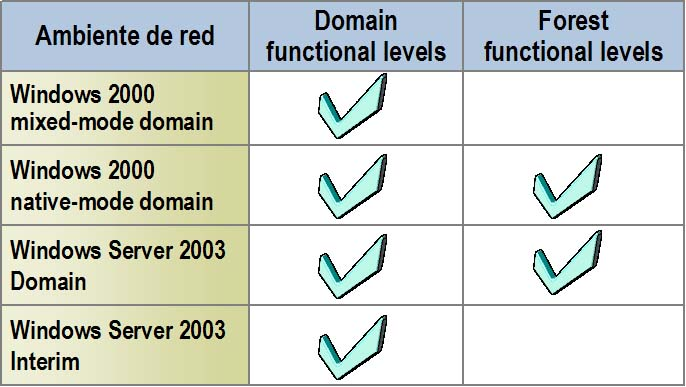 Ambiente de red
Domain
functional levels
Forest
functional levels
Windows 2000
mixed-mode domain
Windows 2000
native-mode domain
Windows Server 2003
Domain
Windows Server 2003
Interim